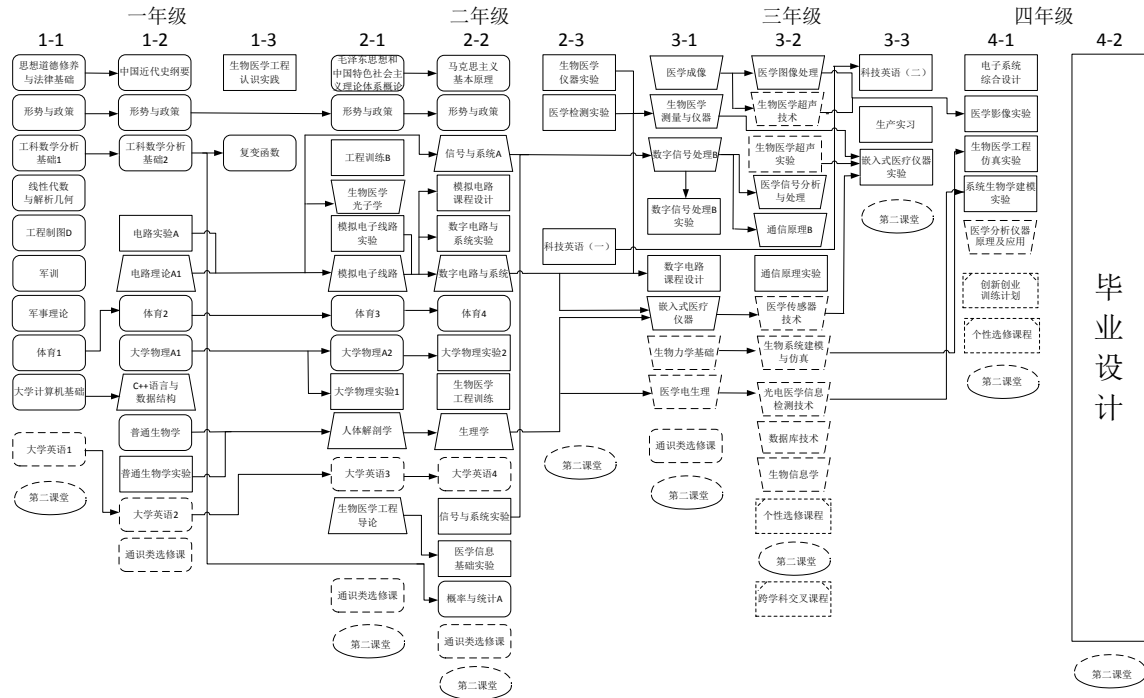 一年级
二年级
三年级
四年级
1-1
1-2
1-3
2-1
2-2
2-3
3-1
3-2
3-3
4-1
4-2
思想道德修养
与法律基础
形势与政策
工科数学分析
基础1
线性代数
与解析几何
工程制图D
军训
军事理论
体育1
大学计算机基础
大学英语1
第二课堂
中国近代史纲要
形势与政策
工科数学分析
基础2
电路实验A
电路理论A1
体育2
大学物理A1
C++语言与
数据结构
普通生物学
普通生物学实验
大学英语2
通识类选修课
生物医学工程
认识实践
复变函数
毛泽东思想和
中国特色社会主
义理论体系概论
形势与政策
工程训练B
生物医学
光子学
模拟电子线路
实验
模拟电子线路
体育3
大学物理A2
大学物理实验1
人体解剖学
大学英语3
生物医学工程
导论
通识类选修课
第二课堂
马克思主义
基本原理
形势与政策
信号与系统A
模拟电路
课程设计
数字电路与
系统实验
数字电路与系统
体育4
大学物理实验2
生物医学
工程训练
生理学
大学英语4
信号与系统实验
医学信息
基础实验
概率与统计A
通识类选修课
第二课堂
生物医学
仪器实验
医学检测实验
科技英语（一）
第二课堂
医学成像
生物医学
测量与仪器
数字信号处理B
数字信号处理B
实验
数字电路
课程设计
嵌入式医疗
仪器
生物力学基础
医学电生理
通识类选修课
第二课堂
医学图像处理
生物医学超声
技术
生物医学超声
实验
医学信号分析
与处理
通信原理B
通信原理实验
医学传感器
技术
生物系统建模
与仿真
光电医学信息
检测技术
数据库技术
生物信息学
个性选修课程
第二课堂
跨学科交叉课程
科技英语（二）
生产实习
嵌入式医疗仪器
实验
第二课堂
电子系统
综合设计
医学影像实验
生物医学工程
仿真实验
系统生物学建模
实验
医学分析仪器
原理及应用
创新创业
训练计划
个性选修课程
第二课堂
毕
业
设
计
第二课堂